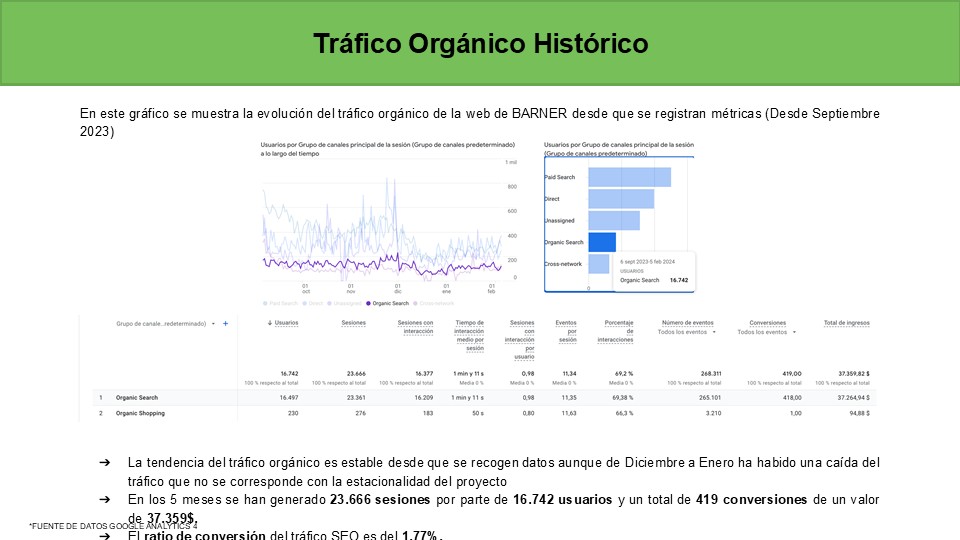 Tráfico Orgánico Histórico
En este gráfico se muestra la evolución del tráfico orgánico de la web de BARNER desde que se registran métricas (Desde Septiembre
2023)
Usuarios por Grupo de canales principal de la sesión (Grupo de canales predeterminado)
a lo largo del tiempo
1 mil
800
600
400
200
0
01 oct
01 nov
01 dic
01 ene
01 feb
Paid Search Direct Unassigned Organic Search Cross-network
Usuarios por Grupo de canales principal de la sesión
(Grupo de canales predeterminado)
Paid Search
Direct
Unassigned
Organic Search
Cross-network
0
6 sept 2023-5 feb 2024
USUARIOS
Organic Search 16.742
Grupo de canale...redeterminado) + ↓ Usuarios Sesiones Sesiones con interacción Tiempo de interacción medio por sesión Sesiones con interacción por usuario Eventos por sesión Porcentaje de interacciones Número de eventos Conversiones Total de ingresos
Todos los eventos Todos los eventos
16.742 23.666 16.377 1 min y 11 s 0,98 11,34 69,2 % 268.311 419,00 37.359,82 $
100 % respecto al total 100 % respecto al total 100 % respecto al total Media 0 % Media 0 % Media 0 % Media 0 % 100 % respecto al total 100 % respecto al total 100 % respecto al total
1 Organic Search 16.497 23.361 16.209 1 min y 11 s 0,98 11,35 69,38 % 265.101 418,00 37.264,94 $
2 Organic Shopping 230 276 183 50 s 0,80 11,63 66,3 % 3.210 1,00 94,88 $
➔ La tendencia del tráfico orgánico es estable desde que se recogen datos aunque de Diciembre a Enero ha habido una caída del
tráfico que no se corresponde con la estacionalidad del proyecto
➔ En los 5 meses se han generado 23.666 sesiones por parte de 16.742 usuarios y un total de 419 conversiones de un valor
de 37.359$.
*FUENTE DE DATOS GOOGLE ANALYTICS 4
➔ El ratio de conversión del tráfico SEO es del 1,77%.